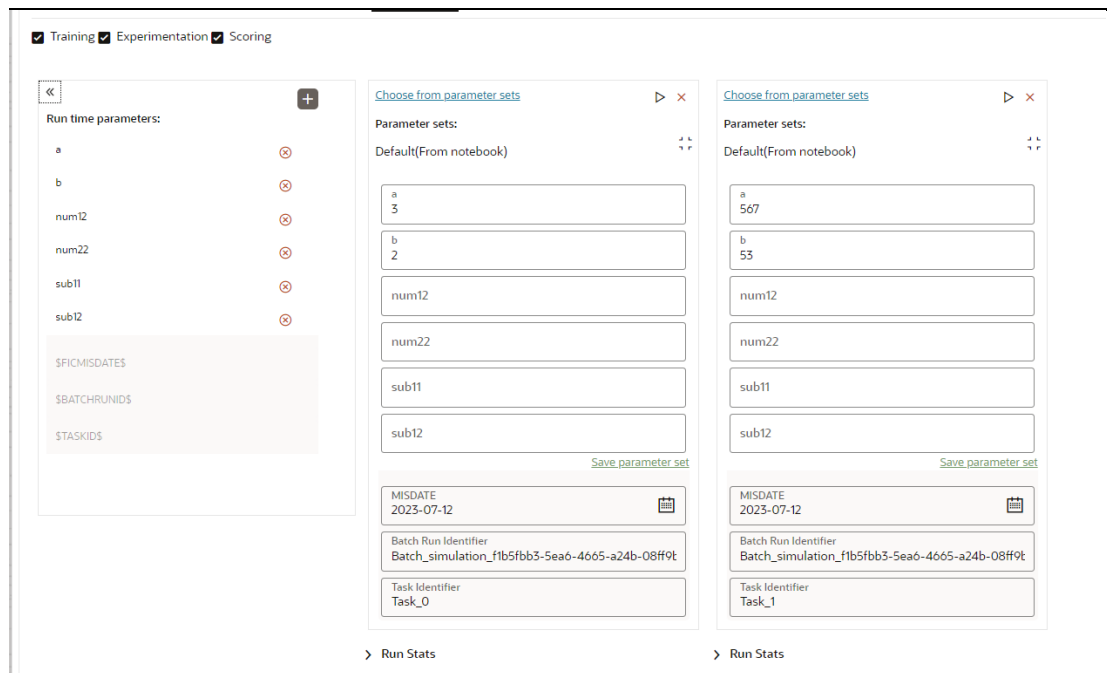 Training Experimentation Scoring
«
Run time parameters:
a
b
num12
num22
sub11
sub12
$FICMISDATE$
$BATCHRUNID$
$TASKID$
Choose from parameter sets
Parameter sets:
Default(From notebook)
a
3
b
2
num12
num22
sub11
sub12
Save parameter set
MISDATE
2023-07-12
Batch Run Identifier
Batch_simulation_f1b5fbb3-5ea6-4665-a24b-08ff9b
Task Identifier
Task_0
Run Stats
Choose from parameter sets
Parameter sets:
Default(From notebook)
a
567
b
53
num12
num22
sub11
sub12
Save parameter set
MISDATE
2023-07-12
Batch Run Identifier
Batch_simulation_f1b5fbb3-5ea6-4665-a24b-08ff9b
Task Identifier
Task_1
Run Stats